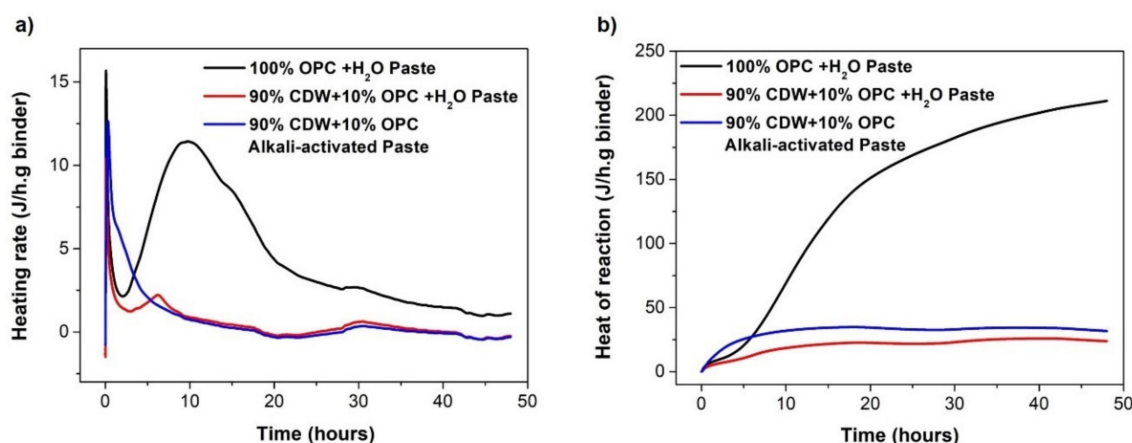 a)
Heating rate (J/h.g binder)
15
10
5
0
100% OPC +H₂O Paste
90% CDW+10% OPC +H₂O Paste
90% CDW+10% OPC
Alkali-activated Paste
0 10 20 30 40 50
Time (hours)
b)
Heat of reaction (J/h.g binder)
250
200
150
100
50
0
100% OPC +H₂O Paste
90% CDW+10% OPC +H₂O Paste
90% CDW+10% OPC
Alkali-activated Paste
0 10 20 30 40 50
Time (hours)